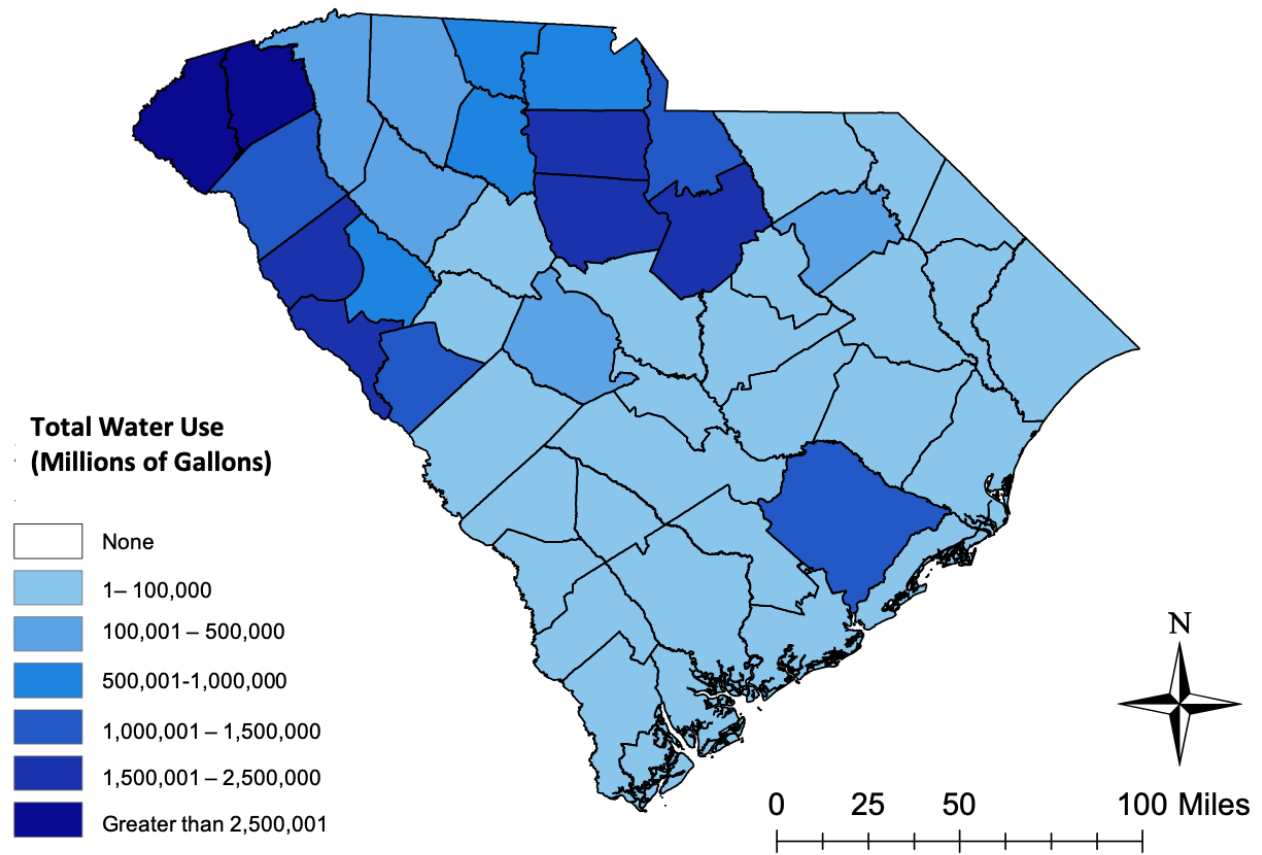 Total Water Use
(Millions of Gallons)
None
1– 100,000
100,001 – 500,000
500,001-1,000,000
1,000,001 – 1,500,000
1,500,001 – 2,500,000
Greater than 2,500,001
N
0 25 50 100 Miles